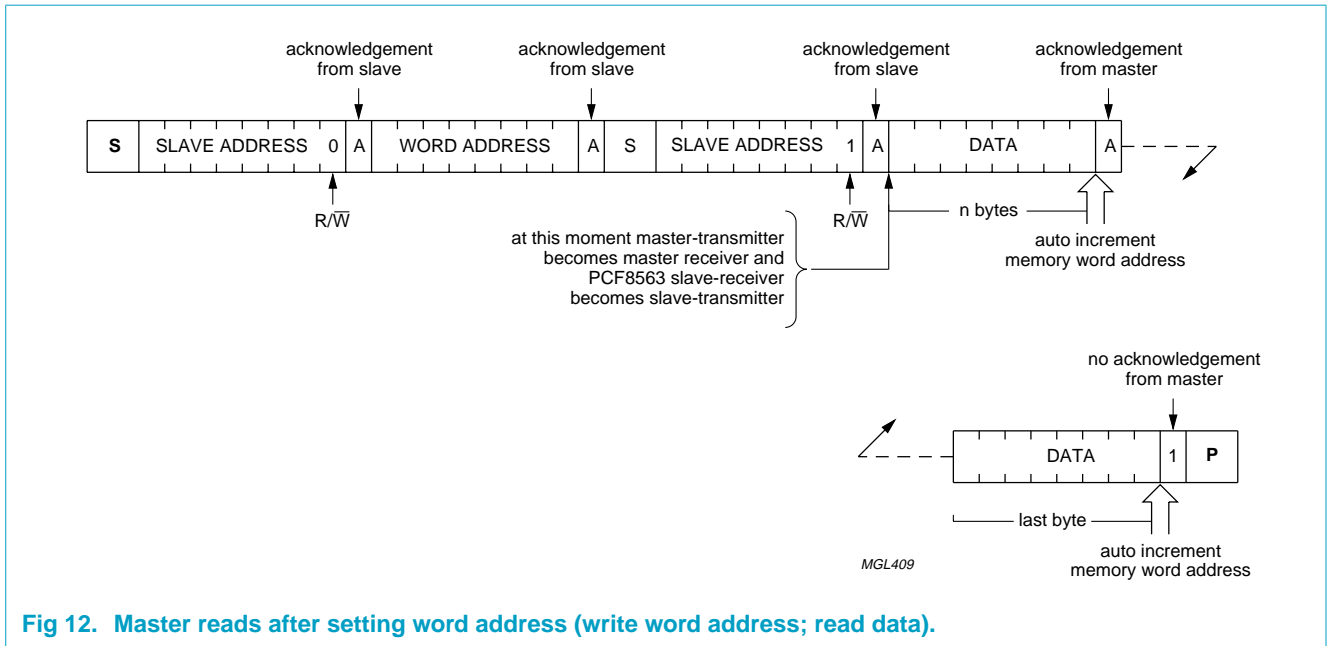 acknowledgement
from slave
acknowledgement
from slave
acknowledgement
from slave
acknowledgement
from master
S SLAVE ADDRESS 0 A WORD ADDRESS A S SLAVE ADDRESS 1 A DATA A
R/W̅
R/W̅
n bytes
at this moment master-transmitter
becomes master receiver and
PCF8563 slave-receiver
becomes slave-transmitter
auto increment
memory word address
no acknowledgement
from master
DATA 1 P
last byte
auto increment
memory word address
MGL409
Fig 12. Master reads after setting word address (write word address; read data).